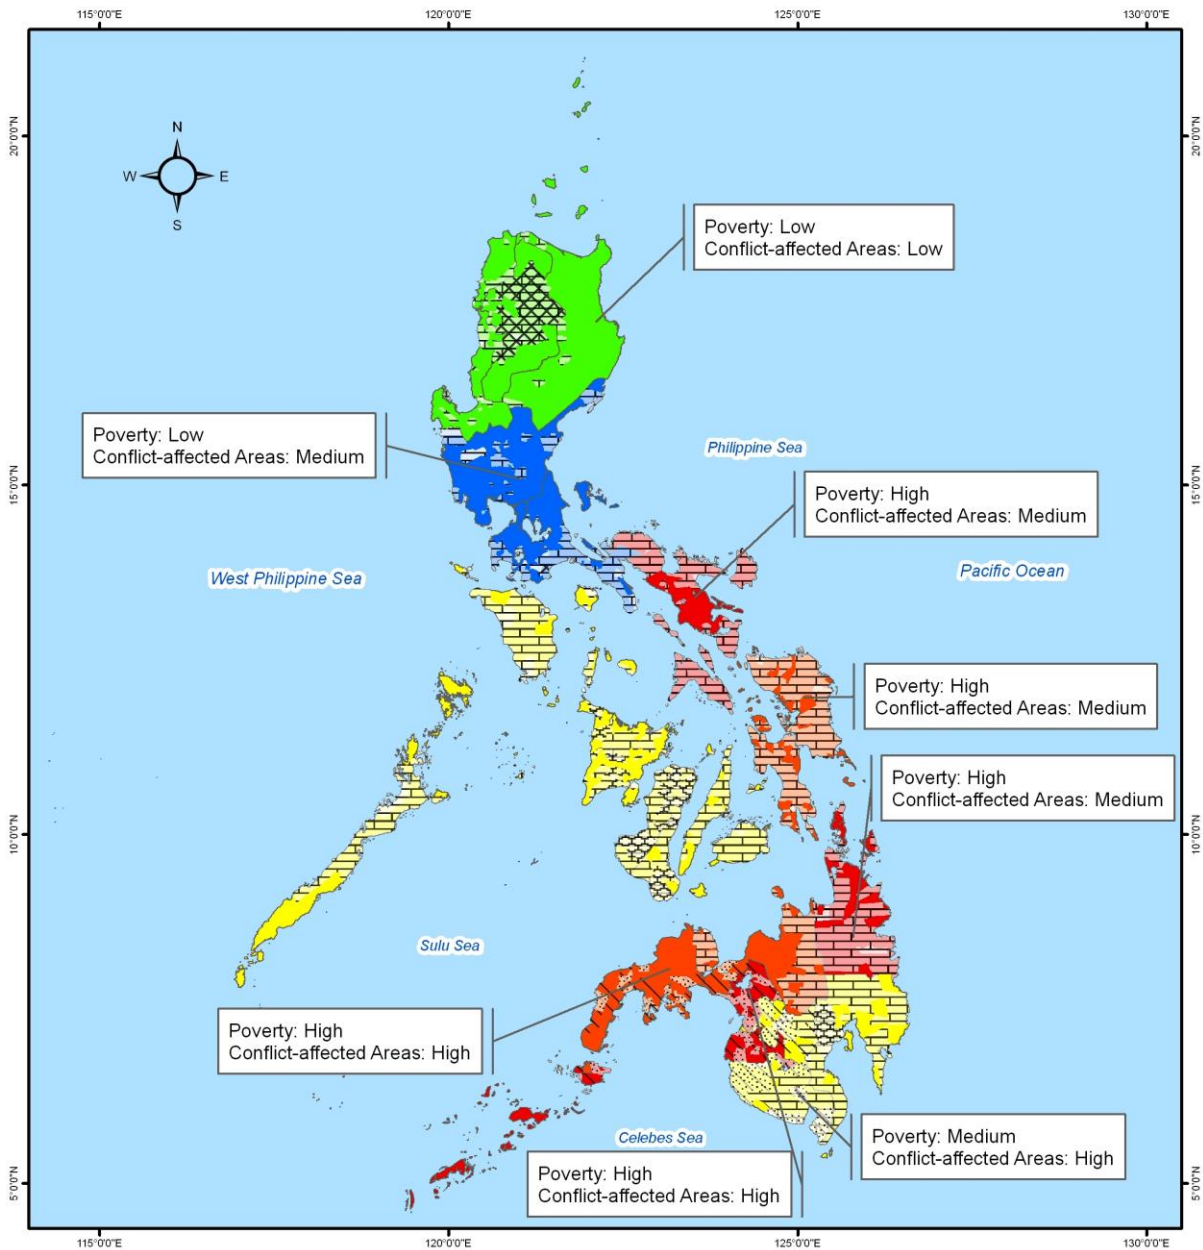 115°0'0"E 120°0'0"E 125°0'0"E 130°0'0"E
20°0'0"N 20°0'0"N
N
W E
S
Poverty: Low
Conflict-affected Areas: Low
Poverty: Low
Conflict-affected Areas: Medium
Philippine Sea
15°0'0"N 15°0'0"N
Poverty: High
Conflict-affected Areas: Medium
West Philippine Sea
Pacific Ocean
Poverty: High
Conflict-affected Areas: Medium
Poverty: High
Conflict-affected Areas: Medium
10°0'0"N 10°0'0"N
Sulu Sea
Poverty: High
Conflict-affected Areas: High
Celebes Sea
Poverty: Medium
Conflict-affected Areas: High
Poverty: High
Conflict-affected Areas: High
5°0'0"N 5°0'0"N
115°0'0"E 120°0'0"E 125°0'0"E 130°0'0"E